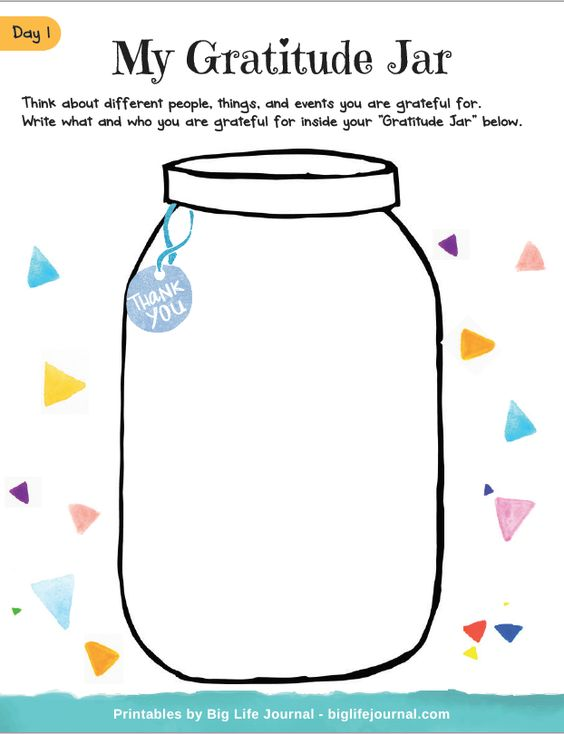 Day 1
My Gratitude Jar
Think about different people, things, and events you are grateful for.
Write what and who you are grateful for inside your "Gratitude Jar" below.
THANK
YOU
Printables by Big Life Journal - biglifejournal.com